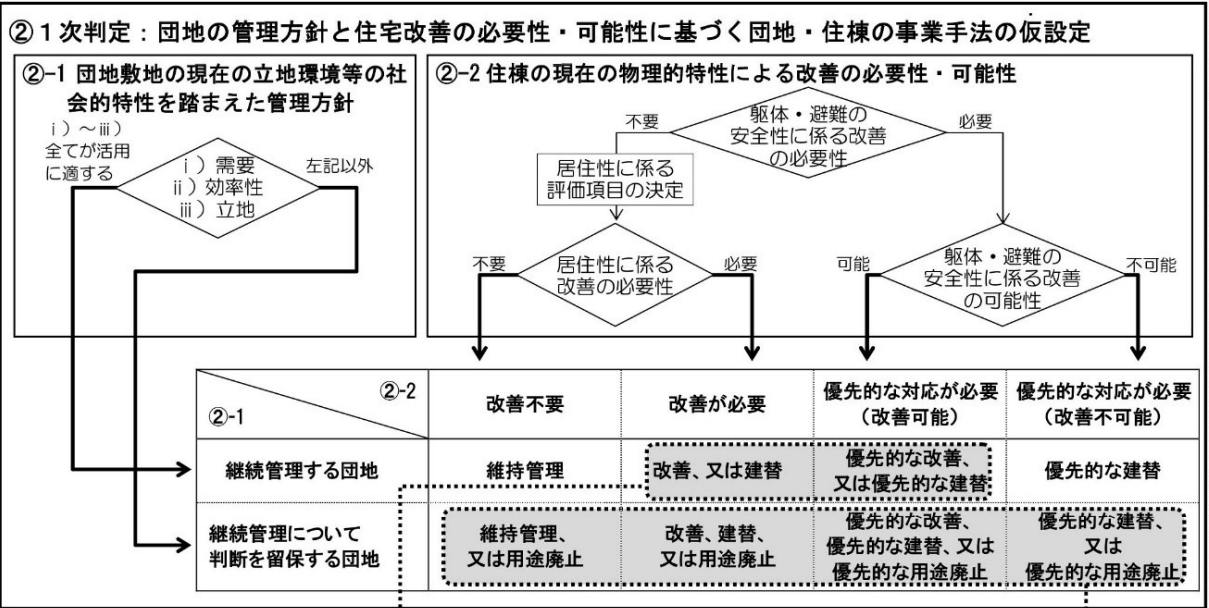 ②１次判定：団地の管理方針と住宅改善の必要性・可能性に基づく団地・住棟の事業手法の仮設定
②-1 団地敷地の現在の立地環境等の社
会的特性を踏まえた管理方針
ⅰ）～ⅲ）
全てが活用
に適する
ⅰ）需要
ⅱ）効率性
ⅲ）立地
左記以外
②-2 住棟の現在の物理的特性による改善の必要性・可能性
不要
躯体・避難の
安全性に係る改善
の必要性
必要
居住性に係る
評価項目の決定
不要
居住性に係る
改善の必要性
必要
可能
躯体・避難の
安全性に係る改善
の可能性
不可能
②-2
②-1
改善不要
改善が必要
優先的な対応が必要
（改善可能）
優先的な対応が必要
（改善不可能）
継続管理する団地
維持管理
改善、又は建替
優先的な改善、
又は優先的な建替
優先的な建替
継続管理について
判断を留保する団地
維持管理、
又は用途廃止
改善、建替、
又は用途廃止
優先的な改善、
優先的な建替、又は
優先的な用途廃止
優先的な建替、
又は
優先的な用途廃止